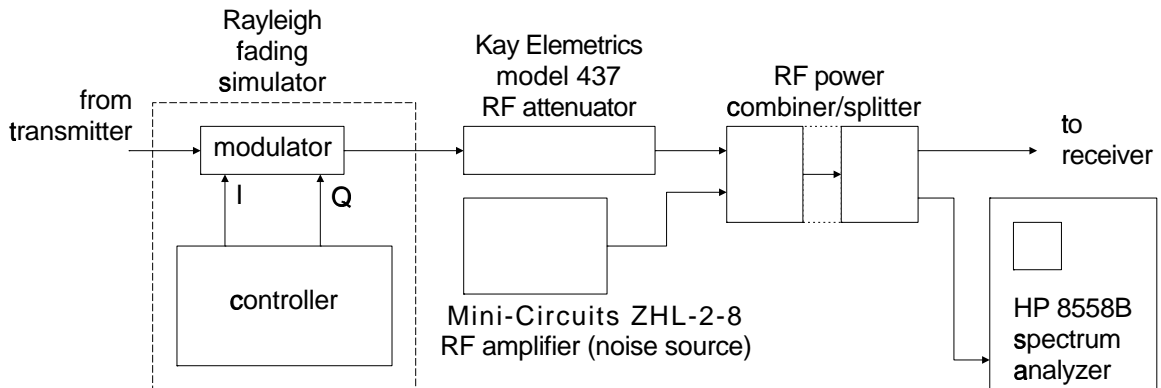 Rayleigh
fading
simulator
from
transmitter
modulator
I
Q
controller
Kay Elemetrics
model 437
RF attenuator
Mini-Circuits ZHL-2-8
RF amplifier (noise source)
RF power
combiner/splitter
to
receiver
HP 8558B
spectrum
analyzer